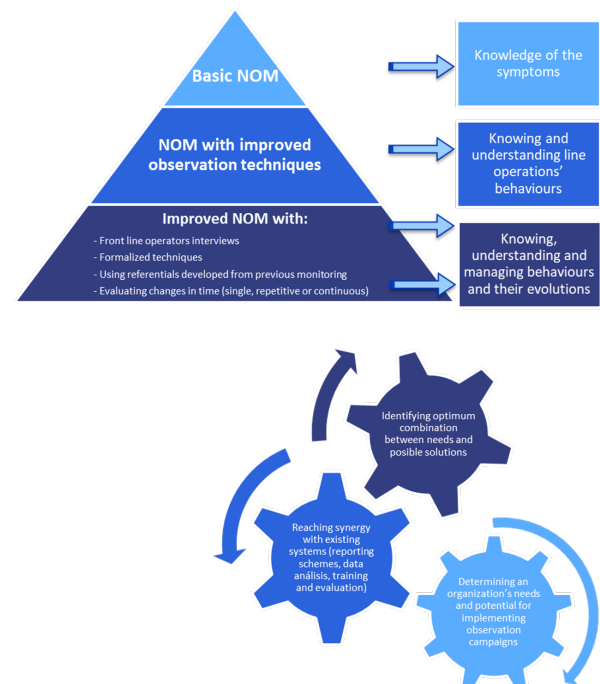 Basic NOM
Knowledge of the
symptoms
NOM with improved
observation techniques
Knowing and
understanding line
operations’
behaviours
Improved NOM with:
- Front line operators interviews
- Formalized techniques
- Using referentials developed from previous monitoring
- Evaluating changes in time (single, repetitive or continuous)
Knowing,
understanding and
managing behaviours
and their evolutions
Identifying optimum
combination
between needs and
posible solutions
Reaching synergy
with existing
systems (reporting
schemes, data
análisis, training
and evaluation)
Determining an
organization’s needs
and potential for
implementing
observation
campaigns